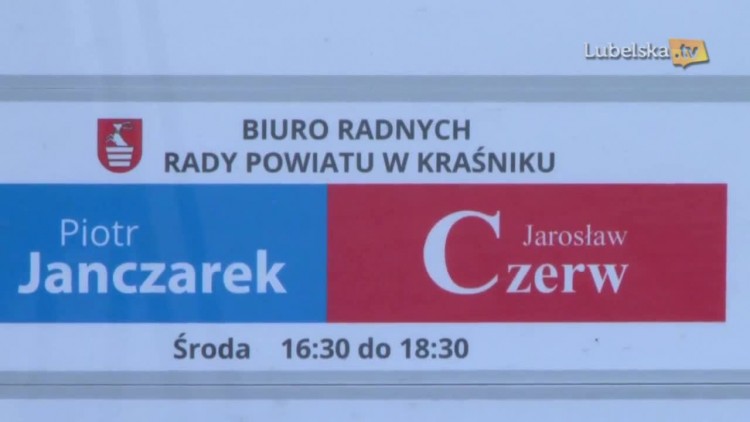 Lubelska.tv
BIURO RADNYCH
RADY POWIATU W KRAŚNIKU
Piotr
Janczarek
Jarosław
Czerw
Środa 16:30 do 18:30